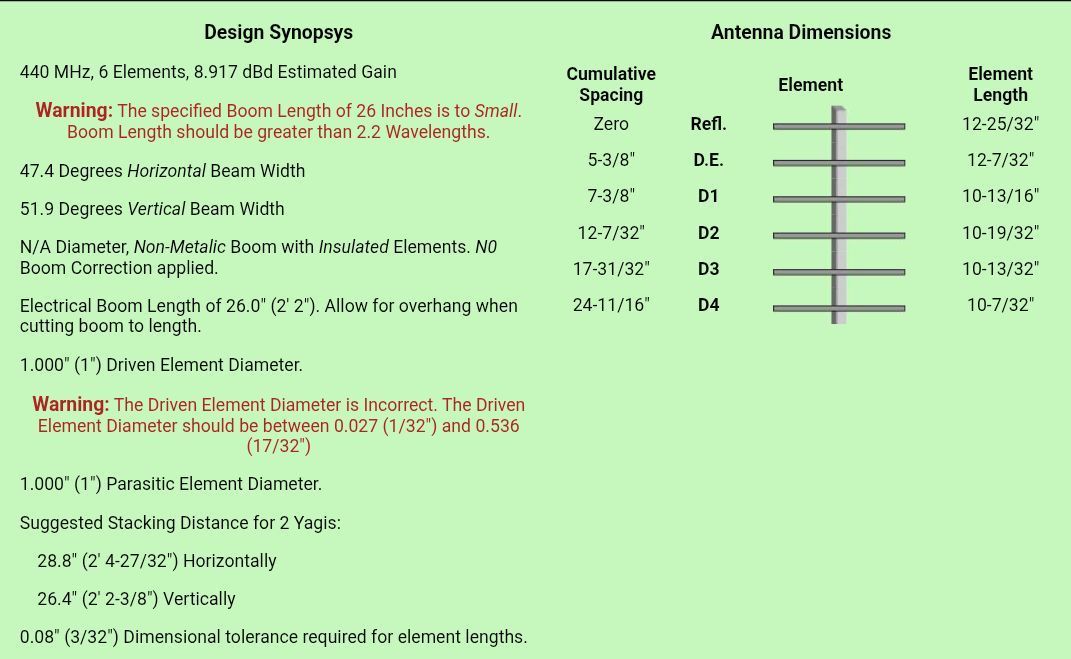 Design Synopsys
440 MHz, 6 Elements, 8.917 dBd Estimated Gain
Warning: The specified Boom Length of 26 Inches is to Small.
Boom Length should be greater than 2.2 Wavelengths.
47.4 Degrees Horizontal Beam Width
51.9 Degrees Vertical Beam Width
N/A Diameter, Non-Metalic Boom with Insulated Elements. N0
Boom Correction applied.
Electrical Boom Length of 26.0" (2' 2"). Allow for overhang when
cutting boom to length.
1.000" (1") Driven Element Diameter.
Warning: The Driven Element Diameter is Incorrect. The Driven
Element Diameter should be between 0.027 (1/32") and 0.536
(17/32")
1.000" (1") Parasitic Element Diameter.
Suggested Stacking Distance for 2 Yagis:
28.8" (2' 4-27/32") Horizontally
26.4" (2' 2-3/8") Vertically
0.08" (3/32") Dimensional tolerance required for element lengths.
Antenna Dimensions
Cumulative
Spacing
Element
Element
Length
Zero Refl. 12-25/32"
5-3/8" D.E. 12-7/32"
7-3/8" D1 10-13/16"
12-7/32" D2 10-19/32"
17-31/32" D3 10-13/32"
24-11/16" D4 10-7/32"